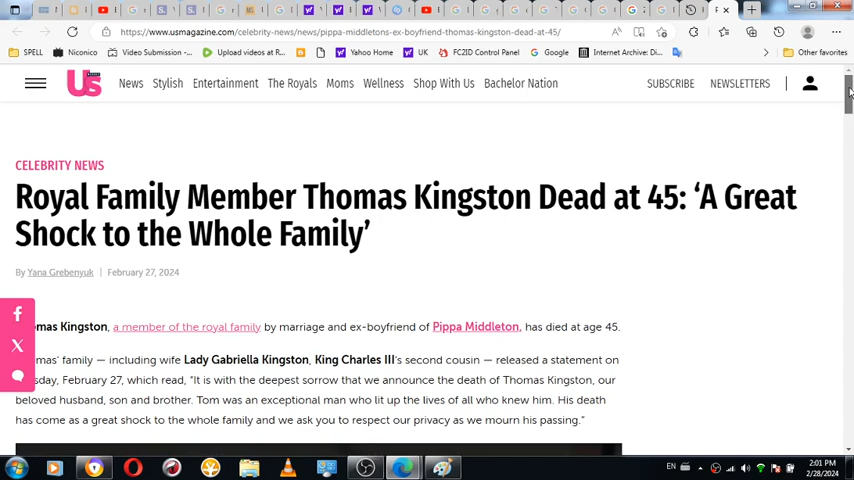 https://www.usmagazine.com/celebrity-news/news/pippa-middletons-ex-boyfriend-thomas-kingston-dead-at-45/
SPELL Niconico Video Submission -... Upload videos at R... Yahoo Home UK FC2ID Control Panel Google Internet Archive: Di... Other favorites
Us News Stylish Entertainment The Royals Moms Wellness Shop With Us Bachelor Nation SUBSCRIBE NEWSLETTERS
CELEBRITY NEWS
Royal Family Member Thomas Kingston Dead at 45: ‘A Great
Shock to the Whole Family’
By Yana Grebenyuk | February 27, 2024
omas Kingston, a member of the royal family by marriage and ex-boyfriend of Pippa Middleton, has died at age 45.
omas’ family — including wife Lady Gabriella Kingston, King Charles III’s second cousin — released a statement on
sday, February 27, which read, “It is with the deepest sorrow that we announce the death of Thomas Kingston, our
beloved husband, son and brother. Tom was an exceptional man who lit up the lives of all who knew him. His death
has come as a great shock to the whole family and we ask you to respect our privacy as we mourn his passing.”
EN 2:01 PM
2/28/2024